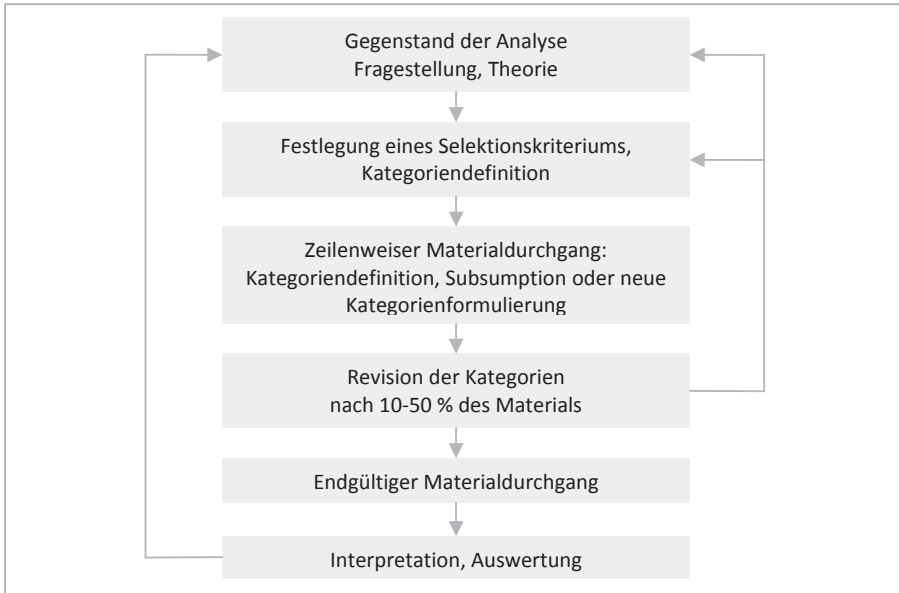 Gegenstand der Analyse
Fragestellung, Theorie
Festlegung eines Selektionskriteriums,
Kategoriendefinition
Zeilenweiser Materialdurchgang:
Kategoriendefinition, Subsumption oder neue
Kategorienformulierung
Revision der Kategorien
nach 10-50 % des Materials
Endgültiger Materialdurchgang
Interpretation, Auswertung